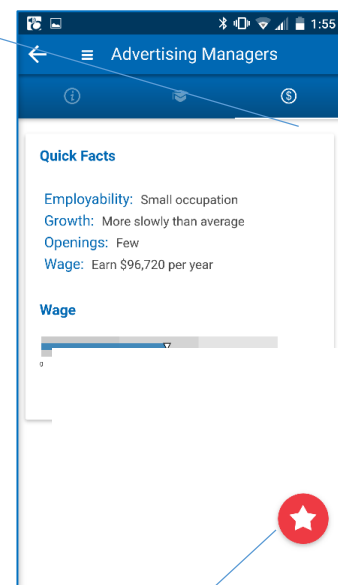 1:55
Advertising Managers
Quick Facts
Employability: Small occupation
Growth: More slowly than average
Openings: Few
Wage: Earn $96,720 per year
Wage